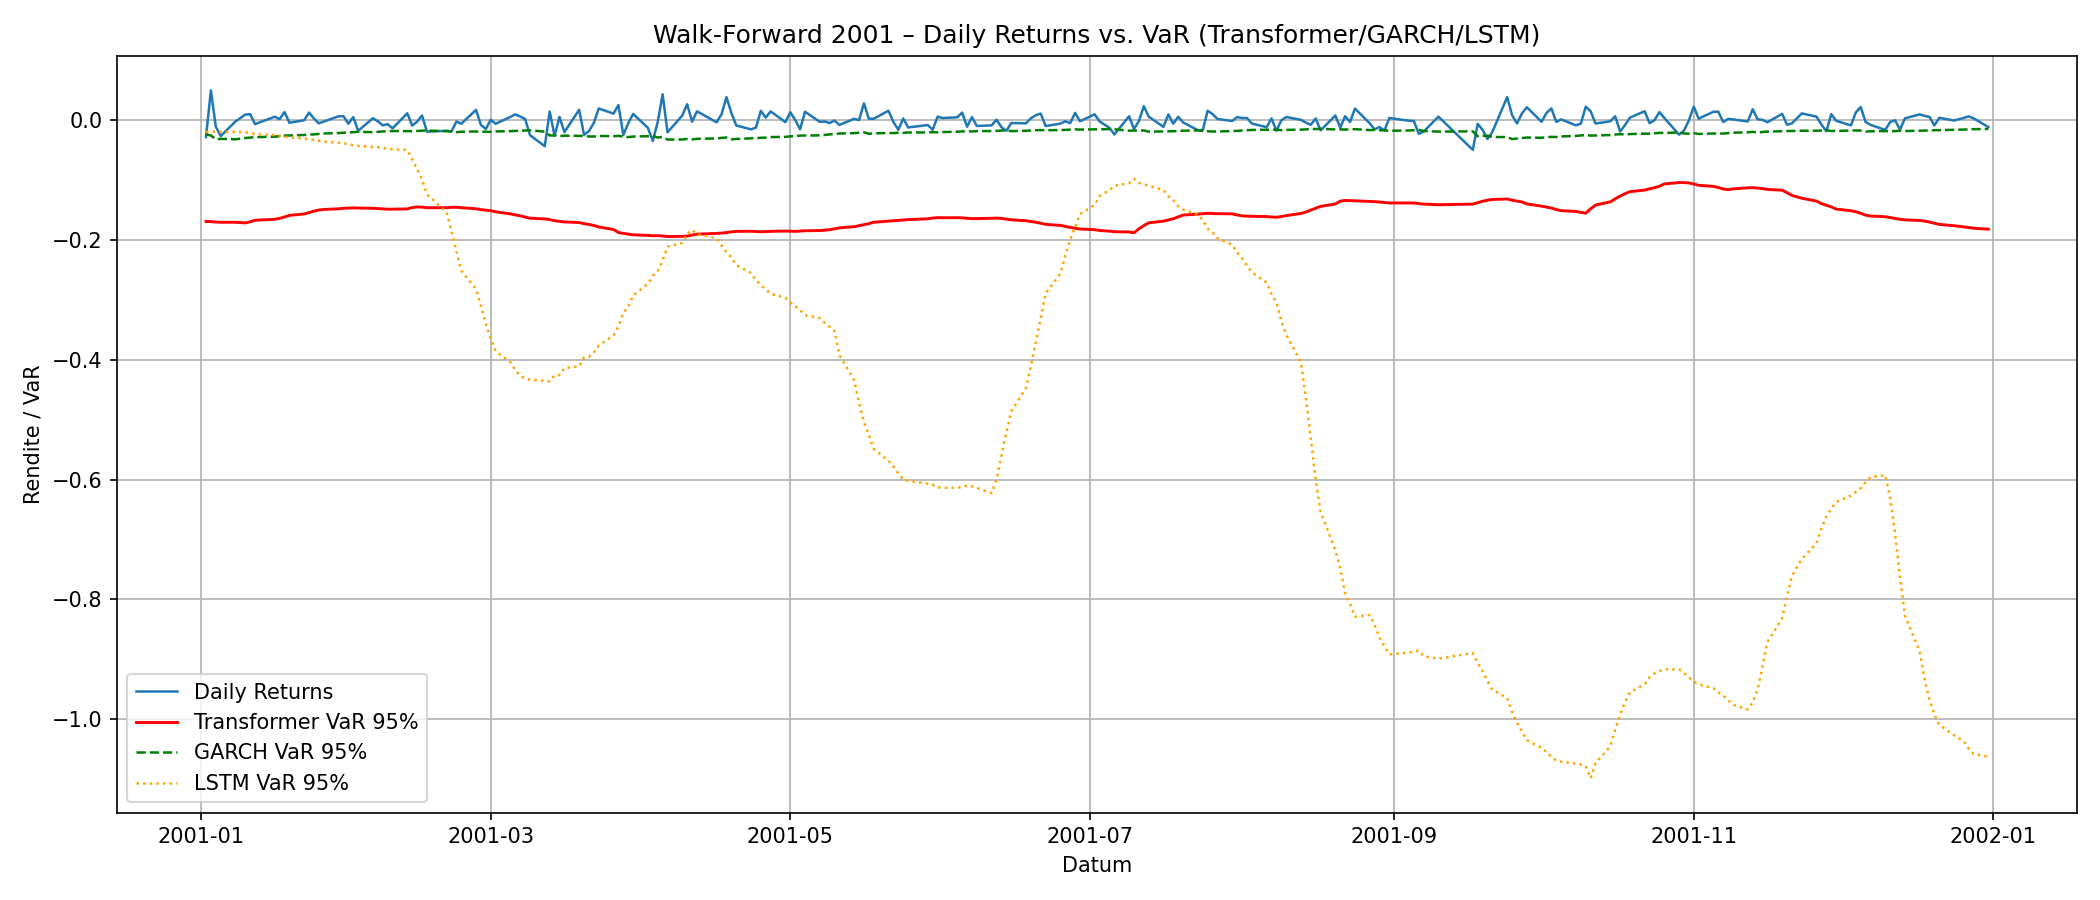 Walk-Forward 2001 – Daily Returns vs. VaR (Transformer/GARCH/LSTM)
Rendite / VaR
0.0
−0.2
−0.4
−0.6
−0.8
−1.0
Daily Returns
Transformer VaR 95%
GARCH VaR 95%
LSTM VaR 95%
2001-01 2001-03 2001-05 2001-07 2001-09 2001-11 2002-01
Datum